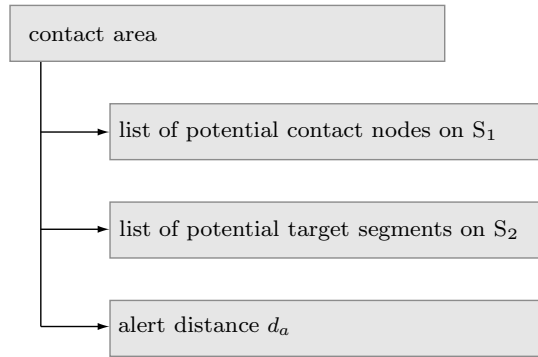 contact area
list of potential contact nodes on S₁
list of potential target segments on S₂
alert distance dₐ